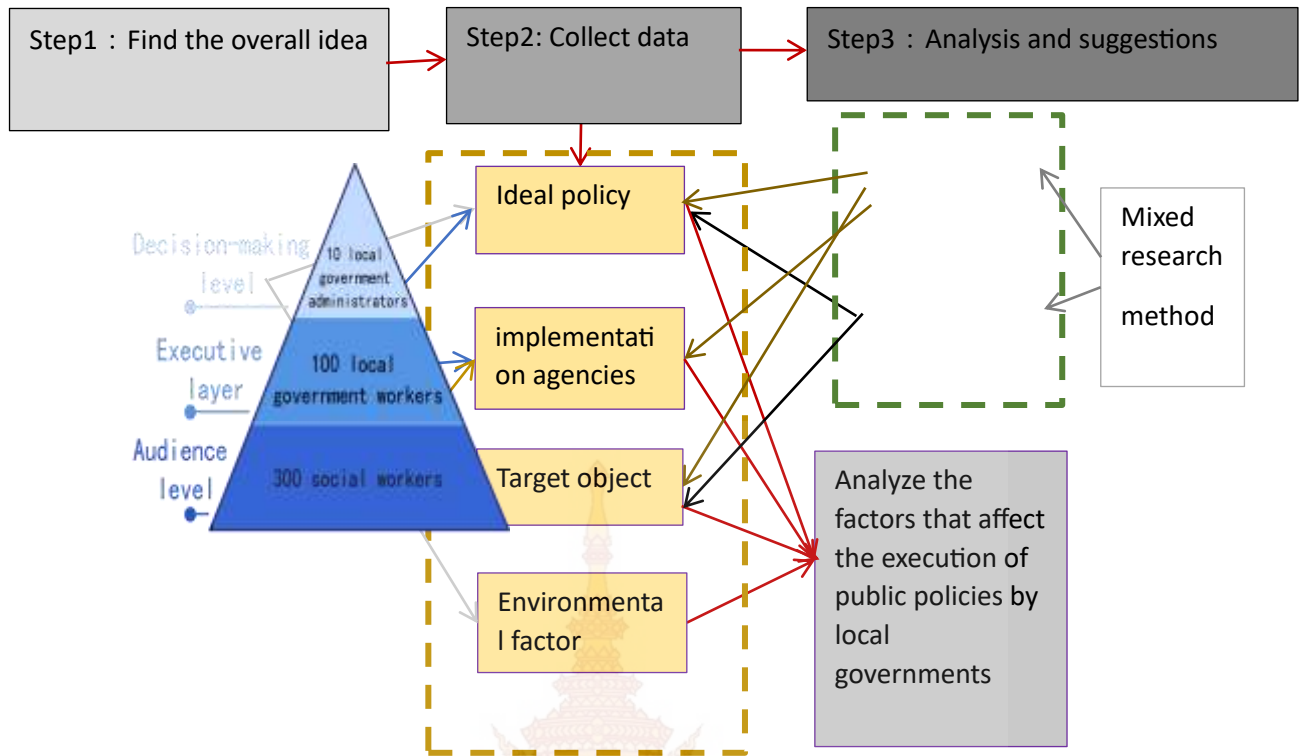 Step1：Find the overall idea
Step2: Collect data
Step3：Analysis and suggestions
Decision-making
level
Executive
layer
Audience
level
10 local
government
administrators
100 local
government workers
300 social workers
Ideal policy
implementati
on agencies
Target object
Environmenta
l factor
Mixed
research
method
Analyze the
factors that affect
the execution of
public policies by
local
governments